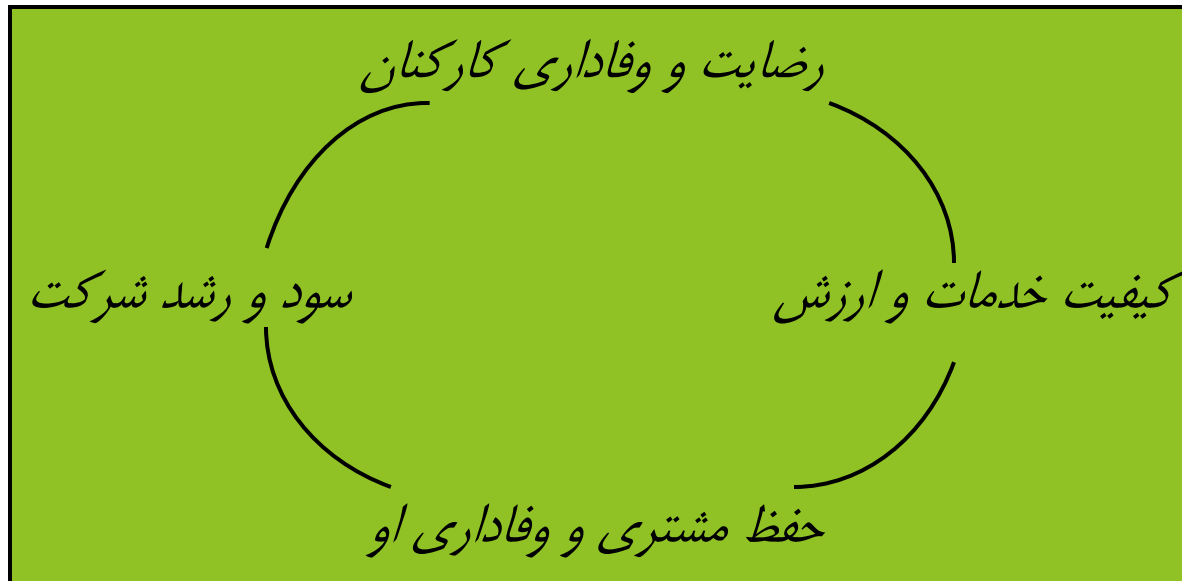 رضایت و وفاداری کارکنان
کیفیت خدمات و ارزش
سود و رشد شرکت
حفظ مشتری و وفاداری او